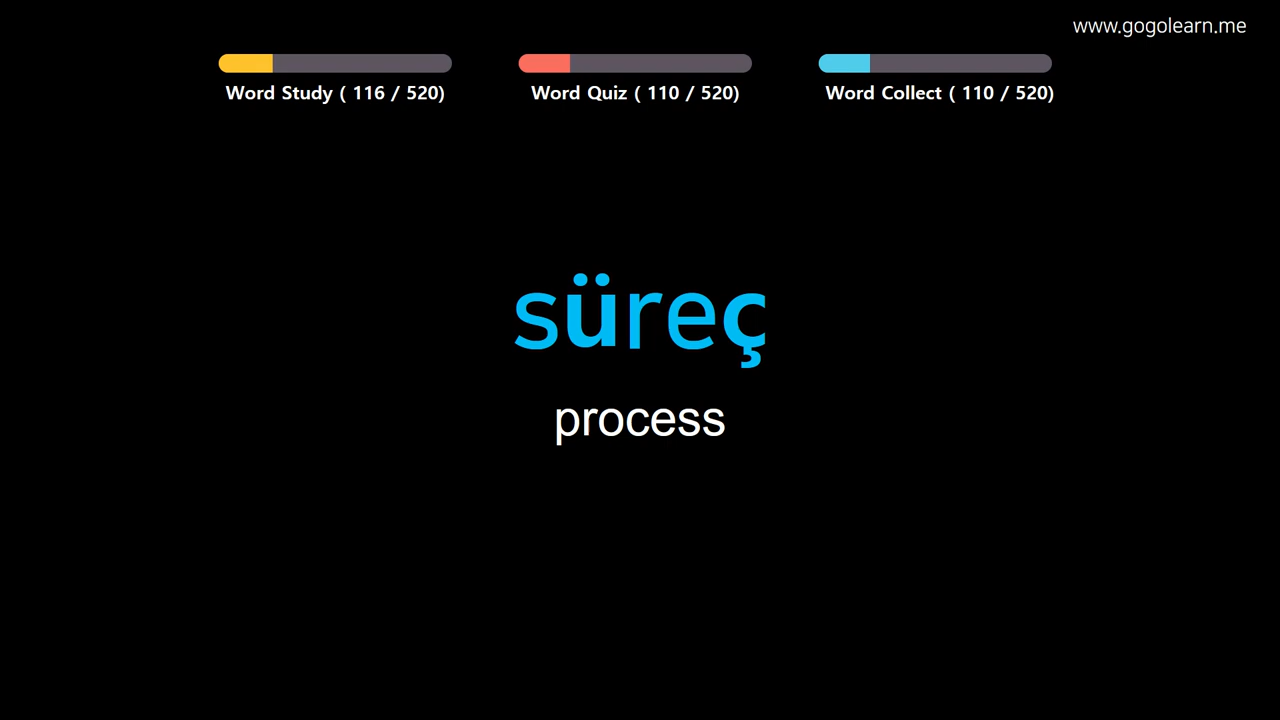 www.gogolearn.me
Word Study ( 116 / 520)
Word Quiz ( 110 / 520)
Word Collect ( 110 / 520)
süreç
process